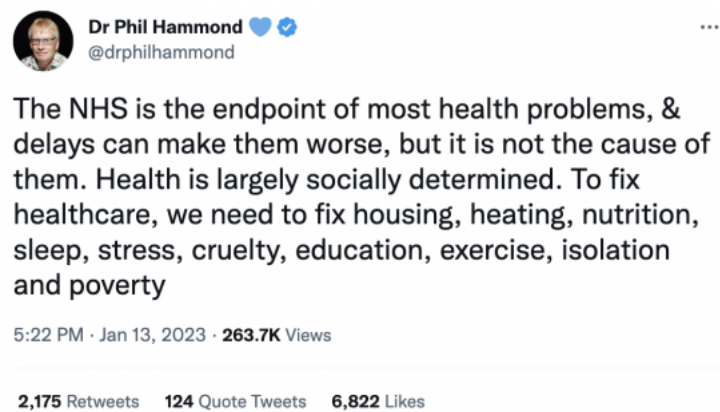 Dr Phil Hammond 💙
@drphilhammond
The NHS is the endpoint of most health problems, &
delays can make them worse, but it is not the cause of
them. Health is largely socially determined. To fix
healthcare, we need to fix housing, heating, nutrition,
sleep, stress, cruelty, education, exercise, isolation
and poverty
5:22 PM · Jan 13, 2023 · 263.7K Views
2,175 Retweets 124 Quote Tweets 6,822 Likes